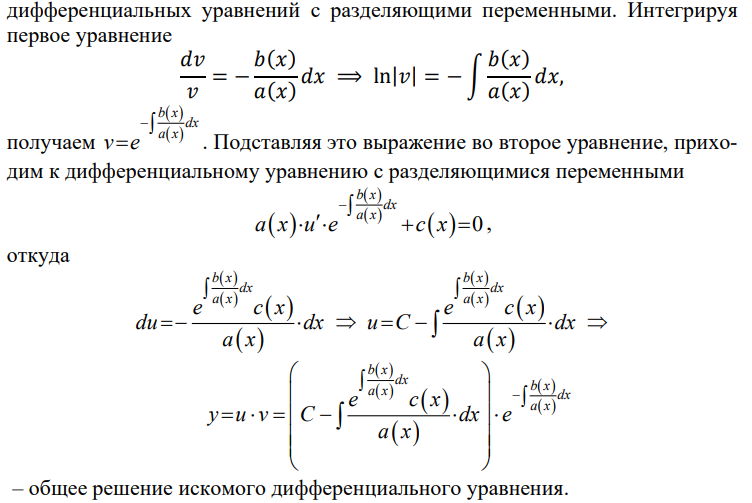 дифференциальных уравнений с разделяющими переменными. Интегрируя
первое уравнение
$\frac{dv}{v} = -\frac{b(x)}{a(x)}dx \implies \ln|v| = -\int \frac{b(x)}{a(x)}dx,$
получаем $v=e^{-\int\frac{b(x)}{a(x)}dx}$. Подставляя это выражение во второе уравнение, прихо-
дим к дифференциальному уравнению с разделяющимися переменными
$a(x)\cdot u'\cdot e^{-\int\frac{b(x)}{a(x)}dx}+c(x)=0,$
откуда
$du=-\frac{e^{\int\frac{b(x)}{a(x)}dx}c(x)}{a(x)}\cdot dx \Rightarrow u=C-\int\frac{e^{\int\frac{b(x)}{a(x)}dx}c(x)}{a(x)}\cdot dx \Rightarrow$
$y=u\cdot v=\left(C-\int\frac{e^{\int\frac{b(x)}{a(x)}dx}c(x)}{a(x)}\cdot dx\right)\cdot e^{-\int\frac{b(x)}{a(x)}dx}$
– общее решение искомого дифференциального уравнения.